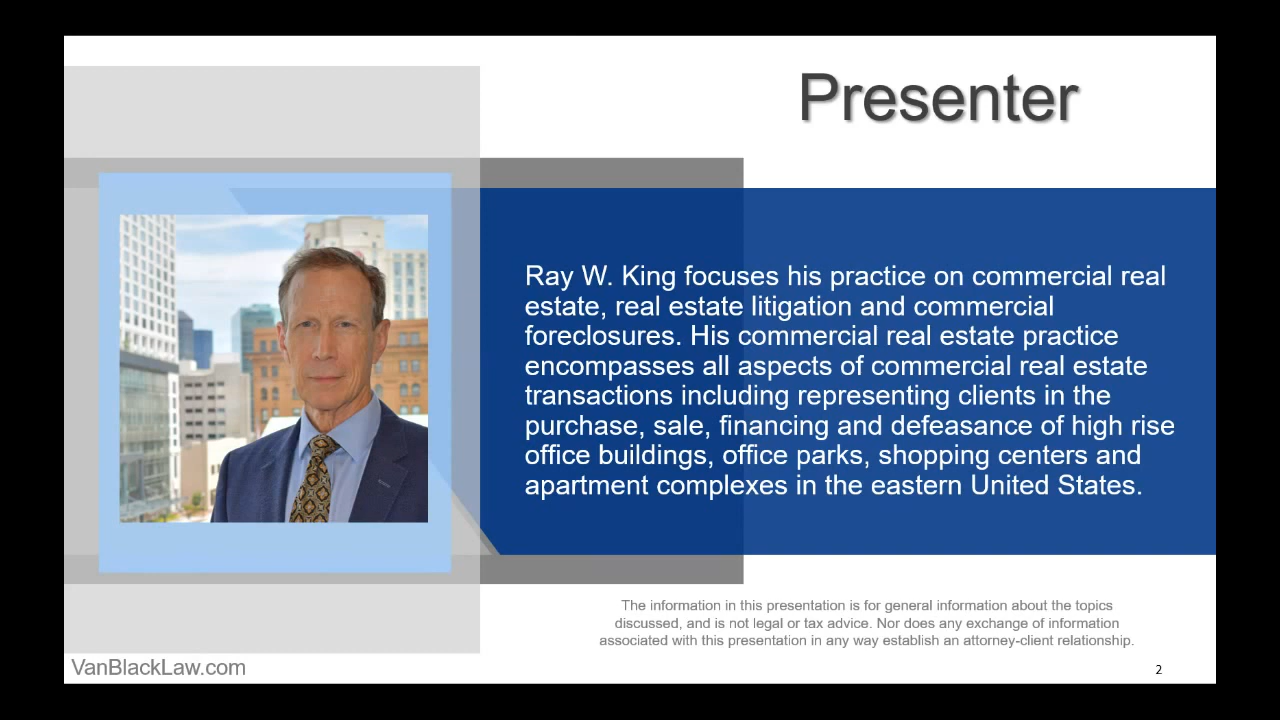 Presenter
Ray W. King focuses his practice on commercial real
estate, real estate litigation and commercial
foreclosures. His commercial real estate practice
encompasses all aspects of commercial real estate
transactions including representing clients in the
purchase, sale, financing and defeasance of high rise
office buildings, office parks, shopping centers and
apartment complexes in the eastern United States.
The information in this presentation is for general information about the topics
discussed, and is not legal or tax advice. Nor does any exchange of information
associated with this presentation in any way establish an attorney-client relationship.
VanBlackLaw.com
2